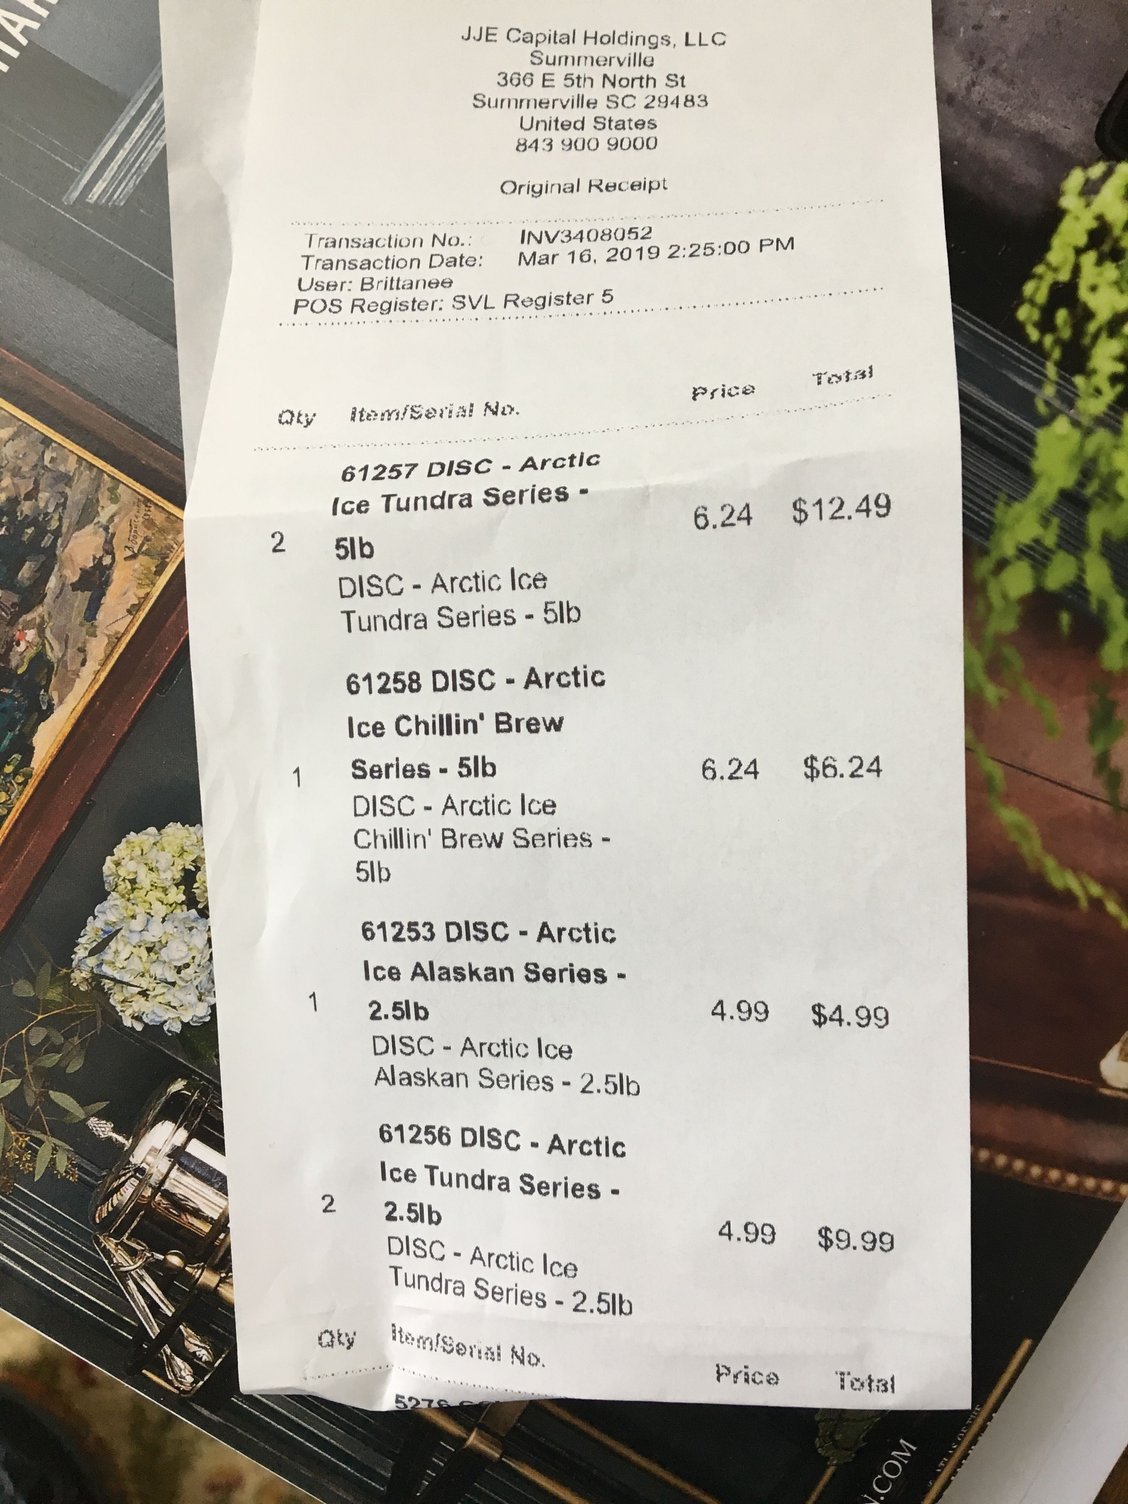 JJE Capital Holdings, LLC
Summerville
366 E 5th North St
Summerville SC 29483
United States
843 900 9000
Original Receipt
Transaction No.: INV3408052
Transaction Date: Mar 16, 2019 2:25:00 PM
User: Brittanee
POS Register: SVL Register 5
Qty Item/Serial No. Price Total
61257 DISC - Arctic
Ice Tundra Series -
2 5lb 6.24 $12.49
DISC - Arctic Ice
Tundra Series - 5lb
61258 DISC - Arctic
Ice Chillin' Brew
1 Series - 5lb 6.24 $6.24
DISC - Arctic Ice
Chillin' Brew Series -
5lb
61253 DISC - Arctic
Ice Alaskan Series -
1 2.5lb 4.99 $4.99
DISC - Arctic Ice
Alaskan Series - 2.5lb
61256 DISC - Arctic
Ice Tundra Series -
2 2.5lb 4.99 $9.99
DISC - Arctic Ice
Tundra Series - 2.5lb
Qty Item/Serial No. Price Total
.COM